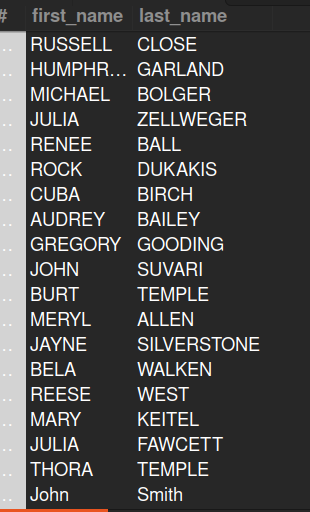 # first_name last_name
.. RUSSELL CLOSE
.. HUMPHR... GARLAND
.. MICHAEL BOLGER
.. JULIA ZELLWEGER
.. RENEE BALL
.. ROCK DUKAKIS
.. CUBA BIRCH
.. AUDREY BAILEY
.. GREGORY GOODING
.. JOHN SUVARI
.. BURT TEMPLE
.. MERYL ALLEN
.. JAYNE SILVERSTONE
.. BELA WALKEN
.. REESE WEST
.. MARY KEITEL
.. JULIA FAWCETT
.. THORA TEMPLE
.. John Smith